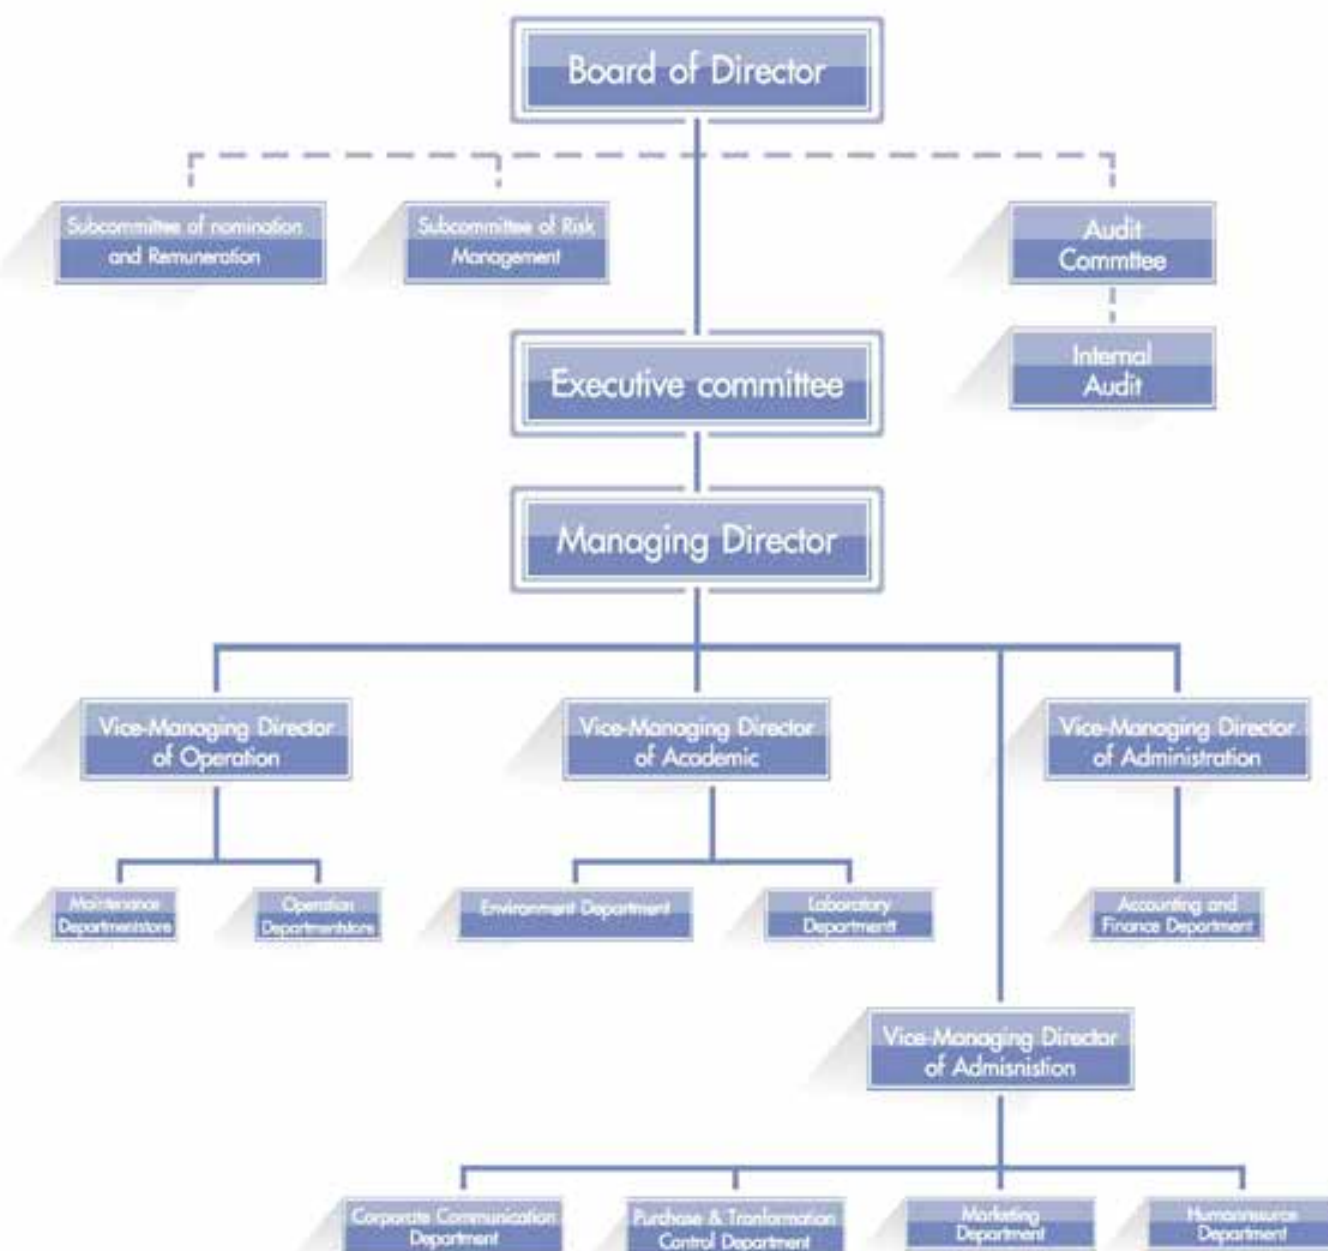 Board of Director
Subcommittee of nomination
and Remuneration
Subcommittee of Risk
Management
Audit
Commttee
Internal
Audit
Executive committee
Managing Director
Vice-Managing Director
of Operation
Vice-Managing Director
of Academic
Vice-Managing Director
of Administration
Maintenance
Departmentstore
Operation
Departmentstore
Environment Department
Laboratory
Departmentt
Accounting and
Finance Department
Vice-Managing Director
of Admisnistion
Corporate Communication
Department
Purchase & Tranformation
Control Department
Marketing
Department
Humanresource
Department